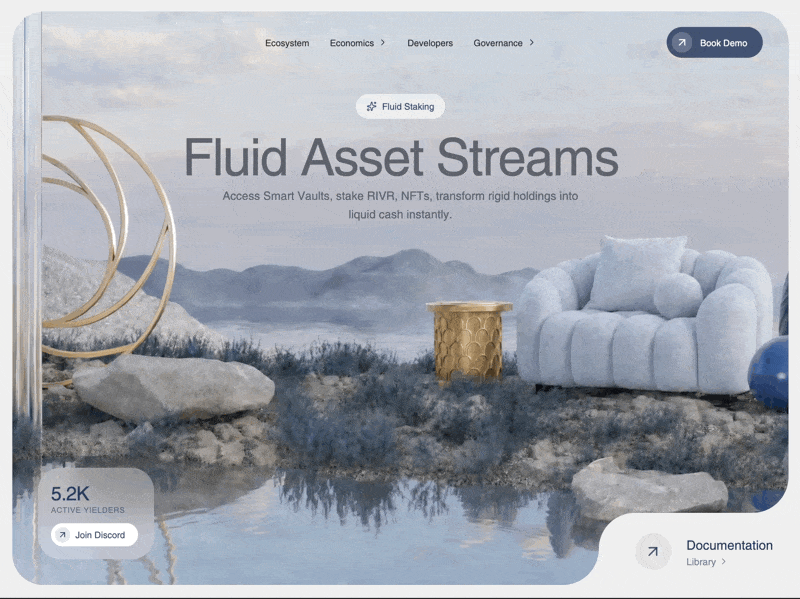 Ecosystem
Economics
Developers
Governance
Book Demo
Fluid Staking
Fluid Asset Streams
Access Smart Vaults, stake RIVR, NFTs, transform rigid holdings into
liquid cash instantly.
5.2K
ACTIVE YIELDERS
Join Discord
Documentation
Library